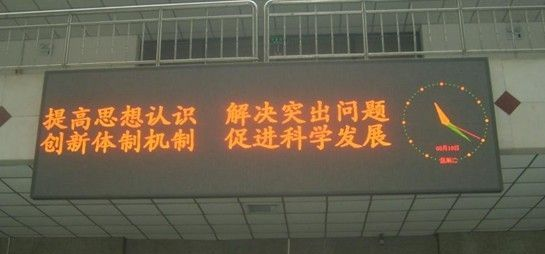 提高思想认识 解决突出问题
创新体制机制 促进科学发展